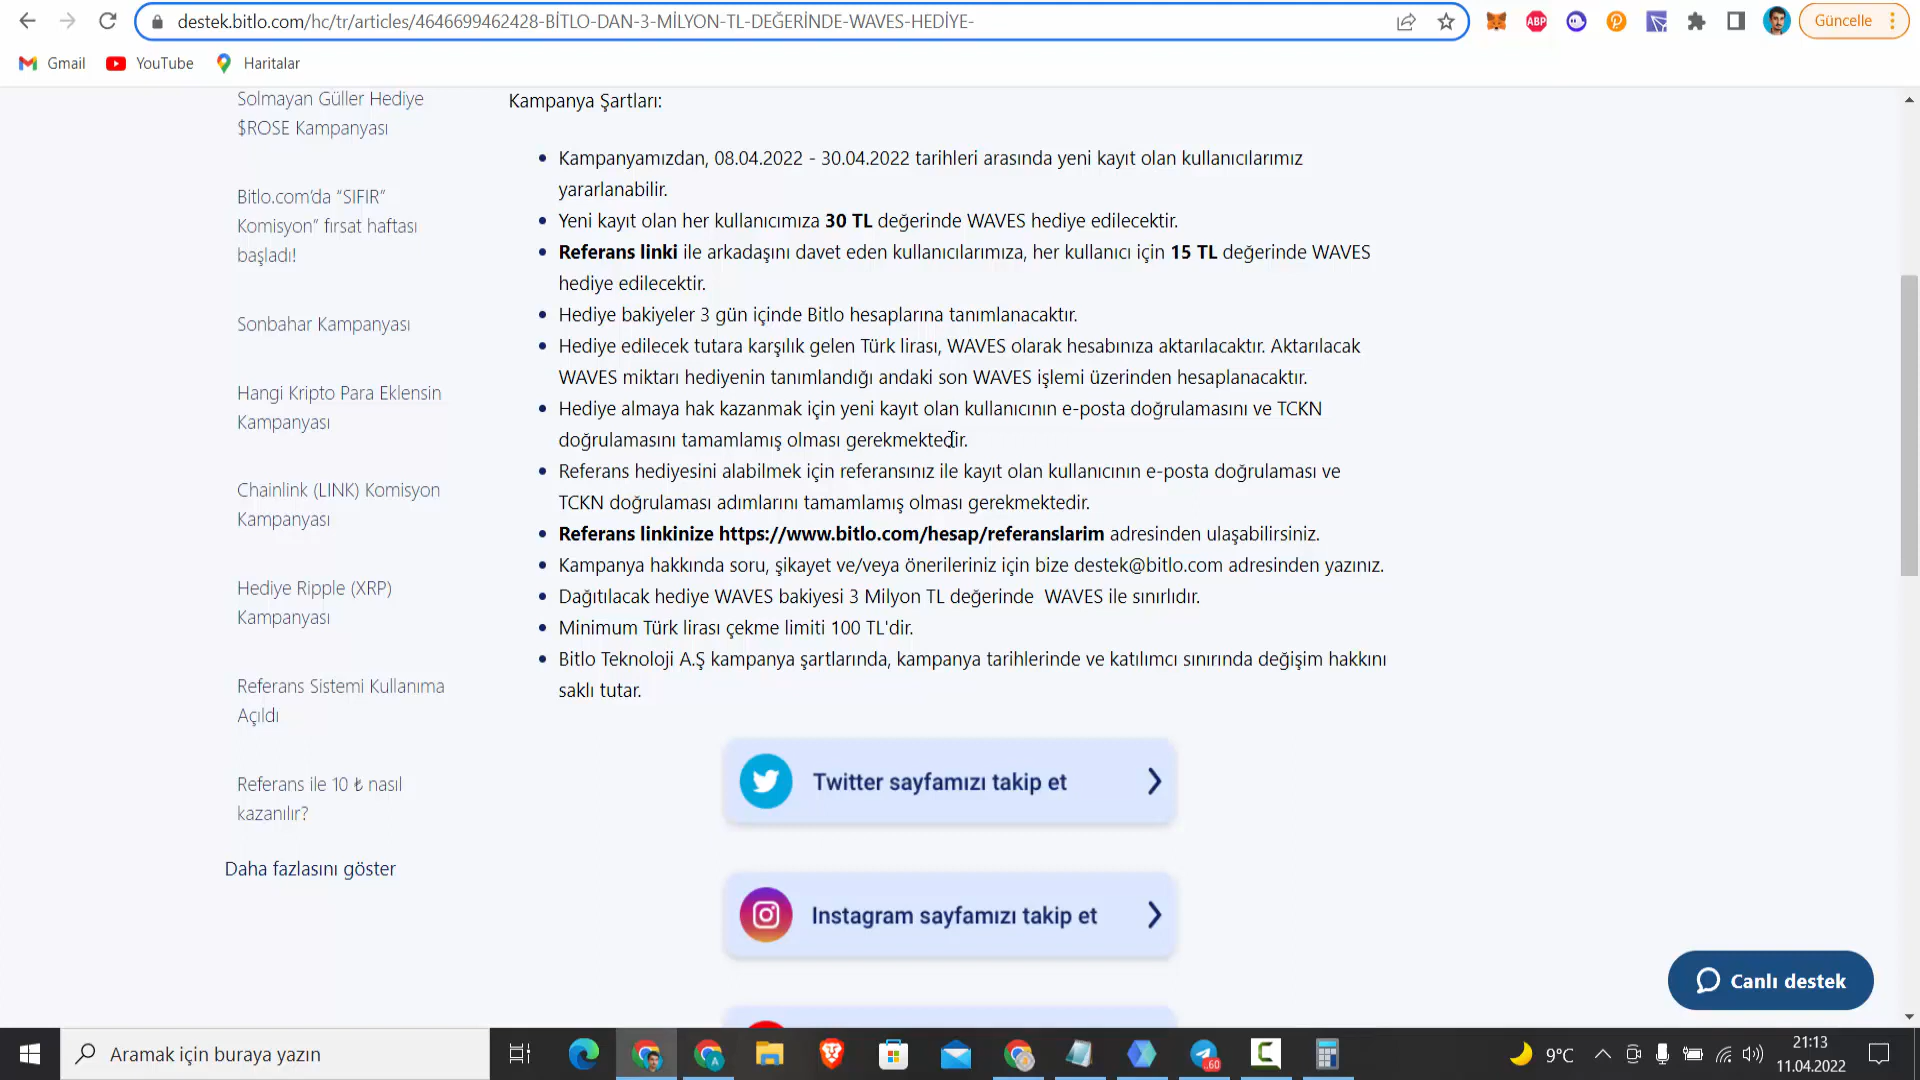 destek.bitlo.com/hc/tr/articles/4646699462428-BİTLO-DAN-3-MİLYON-TL-DEĞERİNDE-WAVES-HEDİYE-
ABP
Güncelle
Gmail
YouTube
Haritalar
Solmayan Güller Hediye
$ROSE Kampanyası
Bitlo.com’da “SIFIR”
Komisyon” fırsat haftası
başladı!
Sonbahar Kampanyası
Hangi Kripto Para Eklensin
Kampanyası
Chainlink (LINK) Komisyon
Kampanyası
Hediye Ripple (XRP)
Kampanyası
Referans Sistemi Kullanıma
Açıldı
Referans ile 10 ₺ nasıl
kazanılır?
Daha fazlasını göster
Kampanya Şartları:
Kampanyamızdan, 08.04.2022 - 30.04.2022 tarihleri arasında yeni kayıt olan kullanıcılarımız
yararlanabilir.
Yeni kayıt olan her kullanıcımıza 30 TL değerinde WAVES hediye edilecektir.
Referans linki ile arkadaşını davet eden kullanıcılarımıza, her kullanıcı için 15 TL değerinde WAVES
hediye edilecektir.
Hediye bakiyeler 3 gün içinde Bitlo hesaplarına tanımlanacaktır.
Hediye edilecek tutara karşılık gelen Türk lirası, WAVES olarak hesabınıza aktarılacaktır. Aktarılacak
WAVES miktarı hediyenin tanımlandığı andaki son WAVES işlemi üzerinden hesaplanacaktır.
Hediye almaya hak kazanmak için yeni kayıt olan kullanıcının e-posta doğrulamasını ve TCKN
doğrulamasını tamamlamış olması gerekmektedir.
Referans hediyesini alabilmek için referansınız ile kayıt olan kullanıcının e-posta doğrulaması ve
TCKN doğrulaması adımlarını tamamlamış olması gerekmektedir.
Referans linkinize https://www.bitlo.com/hesap/referanslarim adresinden ulaşabilirsiniz.
Kampanya hakkında soru, şikayet ve/veya önerileriniz için bize destek@bitlo.com adresinden yazınız.
Dağıtılacak hediye WAVES bakiyesi 3 Milyon TL değerinde  WAVES ile sınırlıdır.
Minimum Türk lirası çekme limiti 100 TL'dir.
Bitlo Teknoloji A.Ş kampanya şartlarında, kampanya tarihlerinde ve katılımcı sınırında değişim hakkını
saklı tutar.
Twitter sayfamızı takip et
Instagram sayfamızı takip et
Canlı destek
Aramak için buraya yazın
A
60
9°C
21:13
11.04.2022